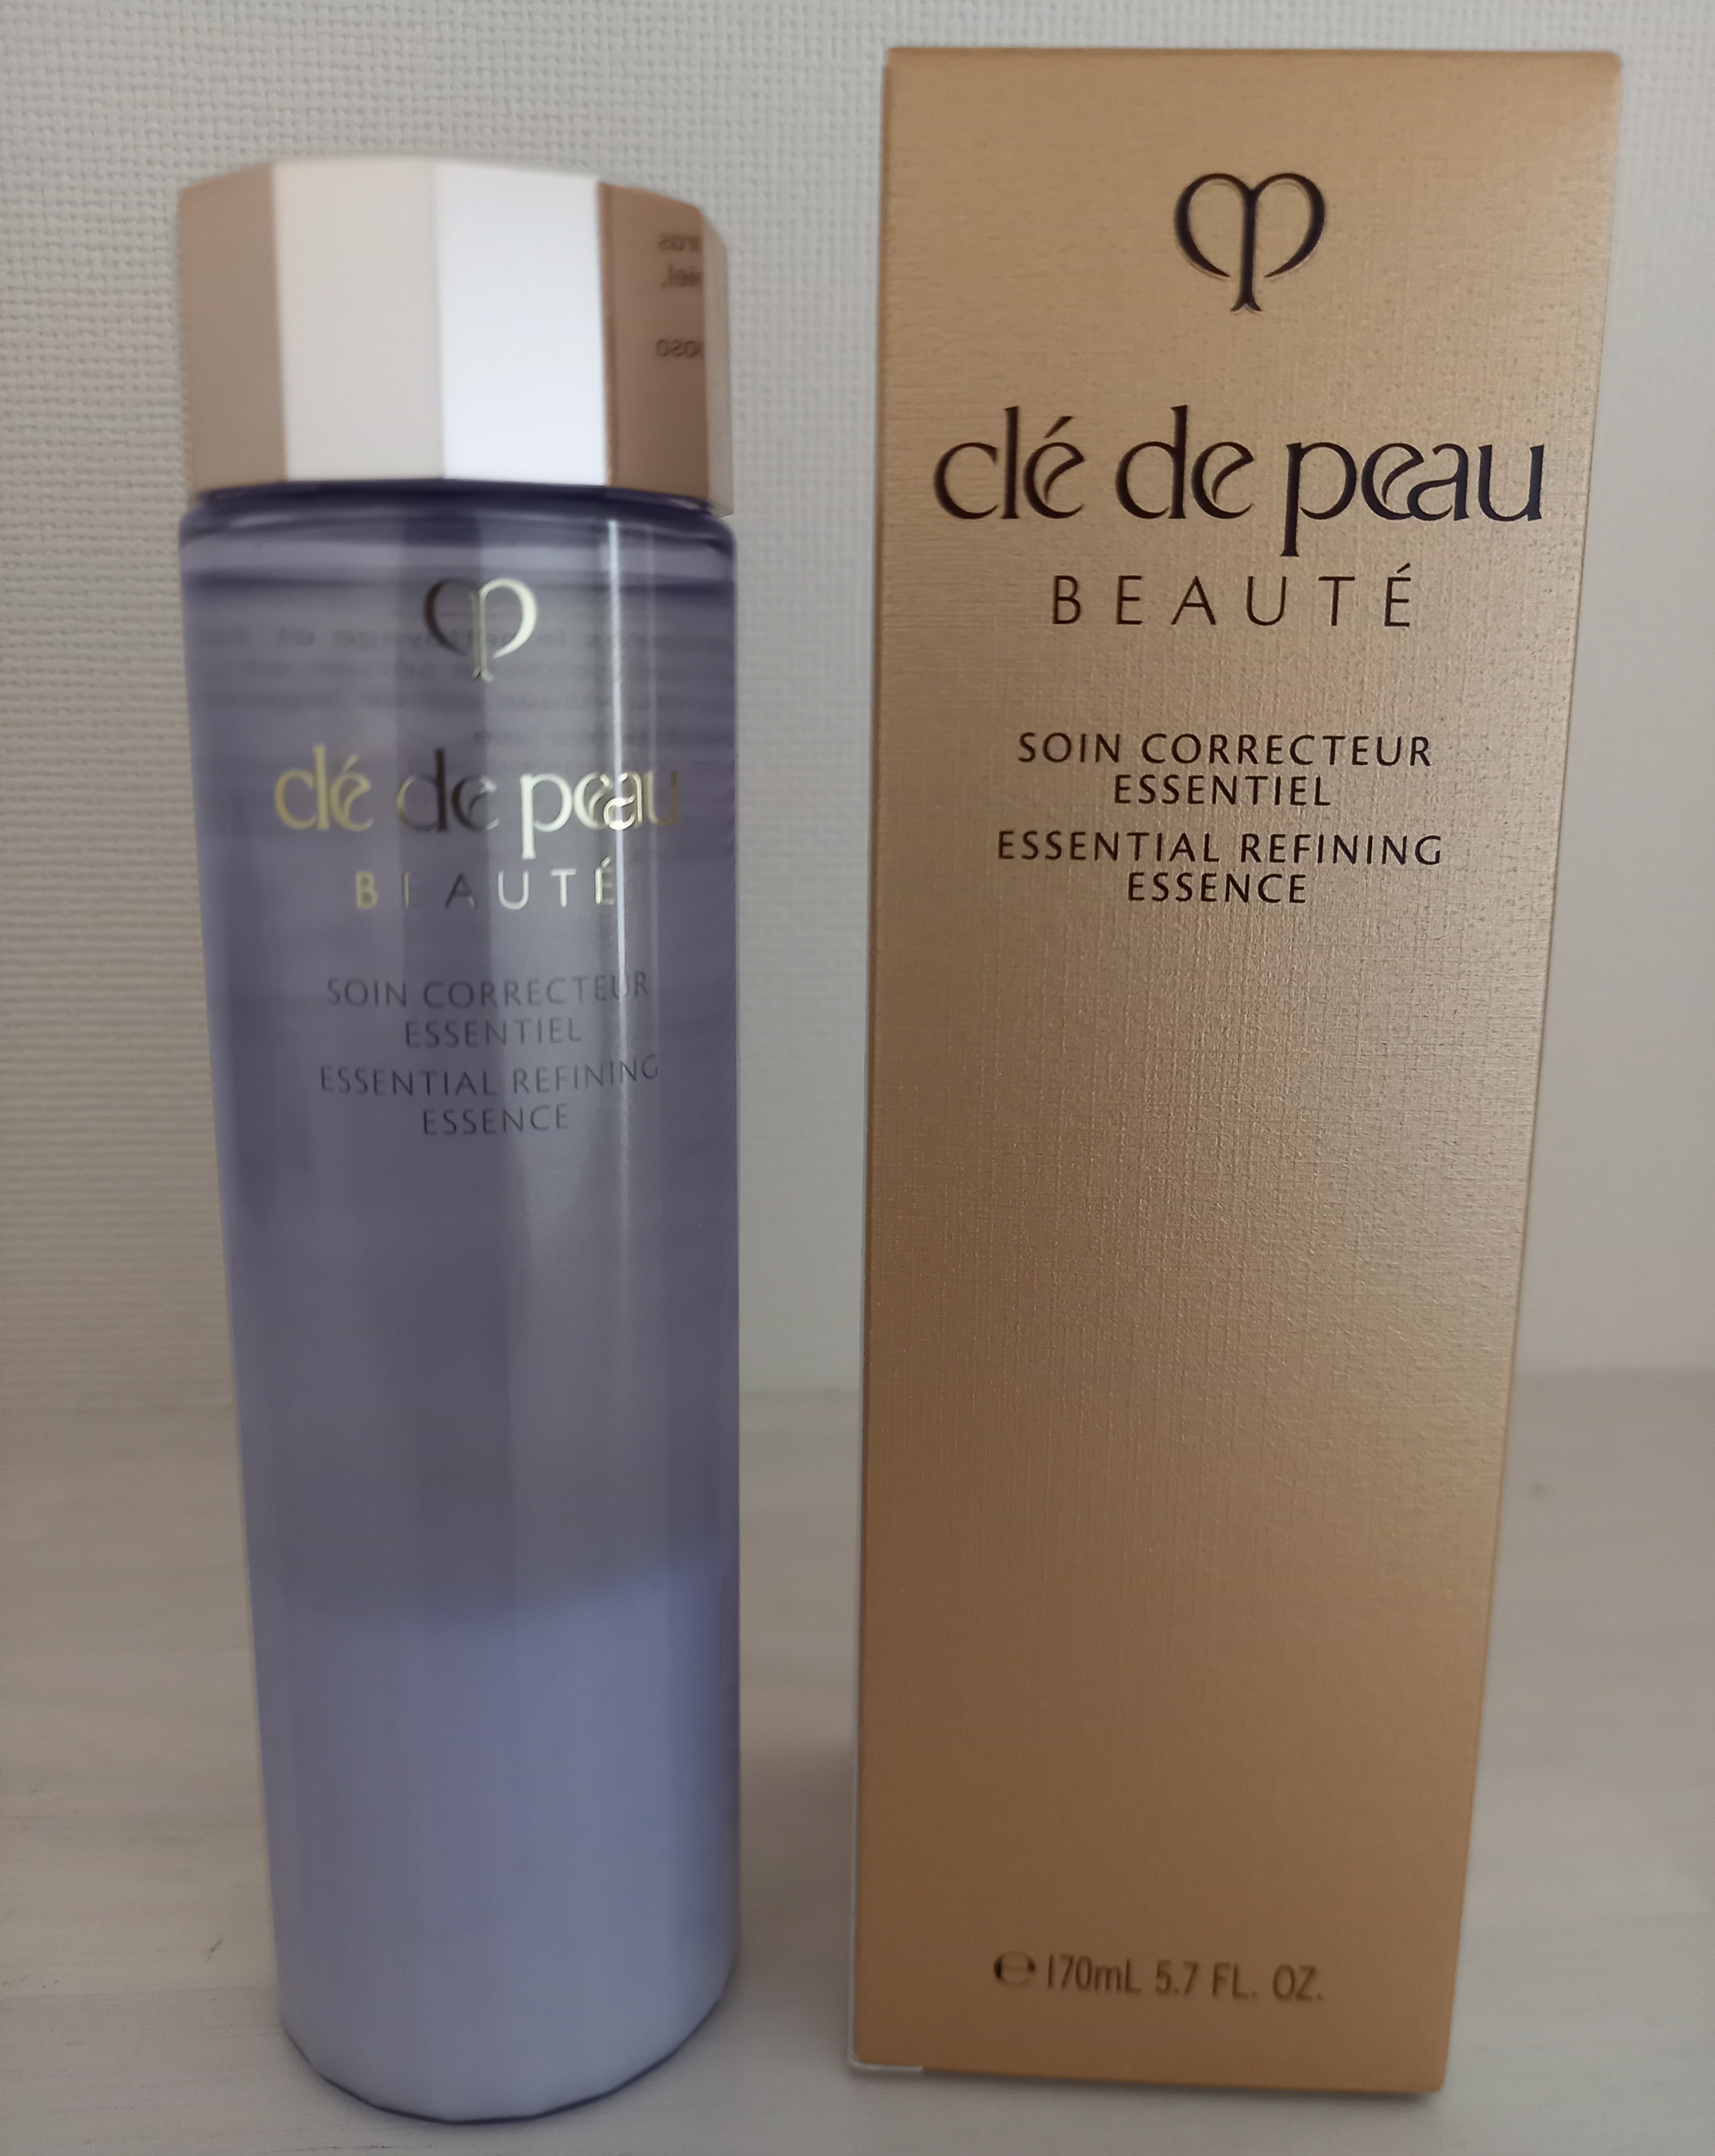 clé de peau
BEAUTÉ
SOIN CORRECTEUR
ESSENTIEL
ESSENTIAL REFINING
ESSENCE
clé de peau
BEAUTÉ
SOIN CORRECTEUR
ESSENTIEL
ESSENTIAL REFINING
ESSENCE
℮ 170mL 5.7 FL. OZ.